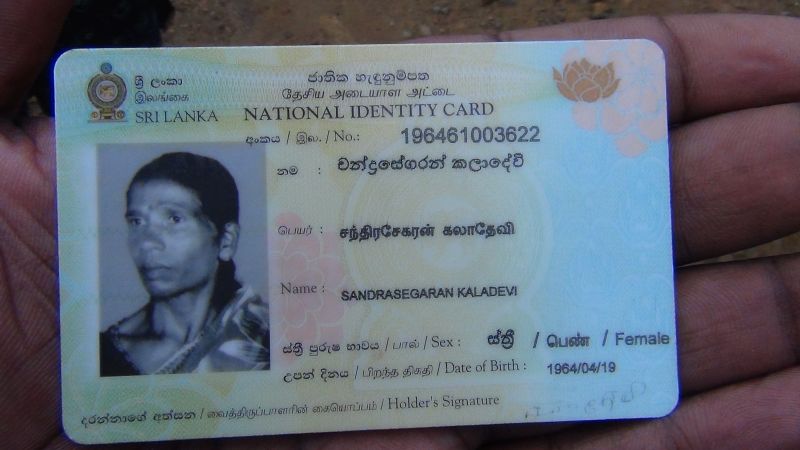 ශ්‍රී ලංකා
இலங்கை
SRI LANKA
ජාතික හැඳුනුම්පත
தேசிய அடையாள அட்டை
NATIONAL IDENTITY CARD
අංකය / இல. / No.: 196461003622
නම : චන්ද්‍රසේගරන් කලාදේවී
பெயர் : சந்திரசேகரன் கலாதேவி
Name : SANDRASEGARAN KALADEVI
ස්ත්‍රී පුරුෂ භාවය / பால் / Sex : ස්ත්‍රී / பெண் / Female
උපන් දිනය / பிறந்த திகதி / Date of Birth : 1964/04/19
දරන්නාගේ අත්සන / வைத்திருப்பாளரின் கையொப்பம் / Holder's Signature